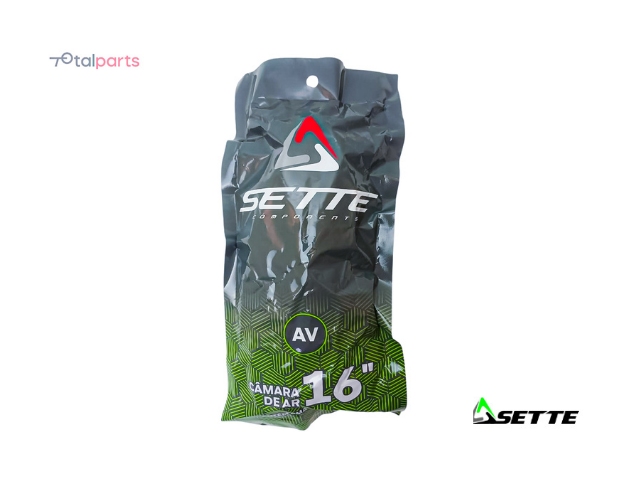 Totalparts
SETTE
COMPONENTS
AV
CÂMARA
DE AR 16"
SETTE